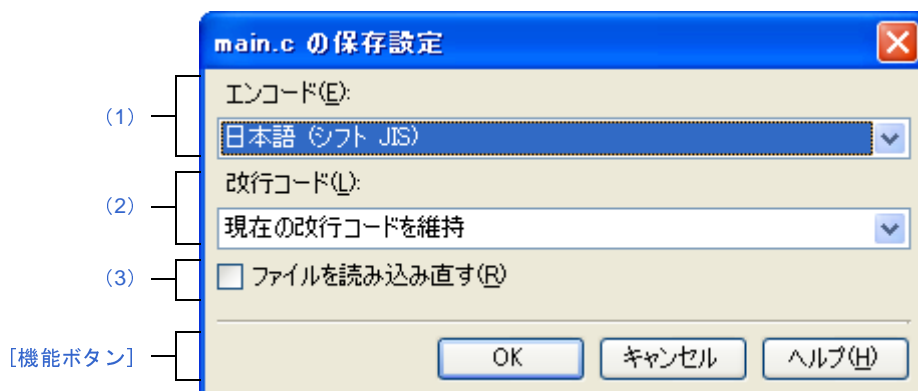 main.c の保存設定
(1)
エンコード(E):
日本語 (シフト JIS)
(2)
改行コード(L):
現在の改行コードを維持
(3)
ファイルを読み込み直す(R)
[機能ボタン]
OK
キャンセル
ヘルプ(H)